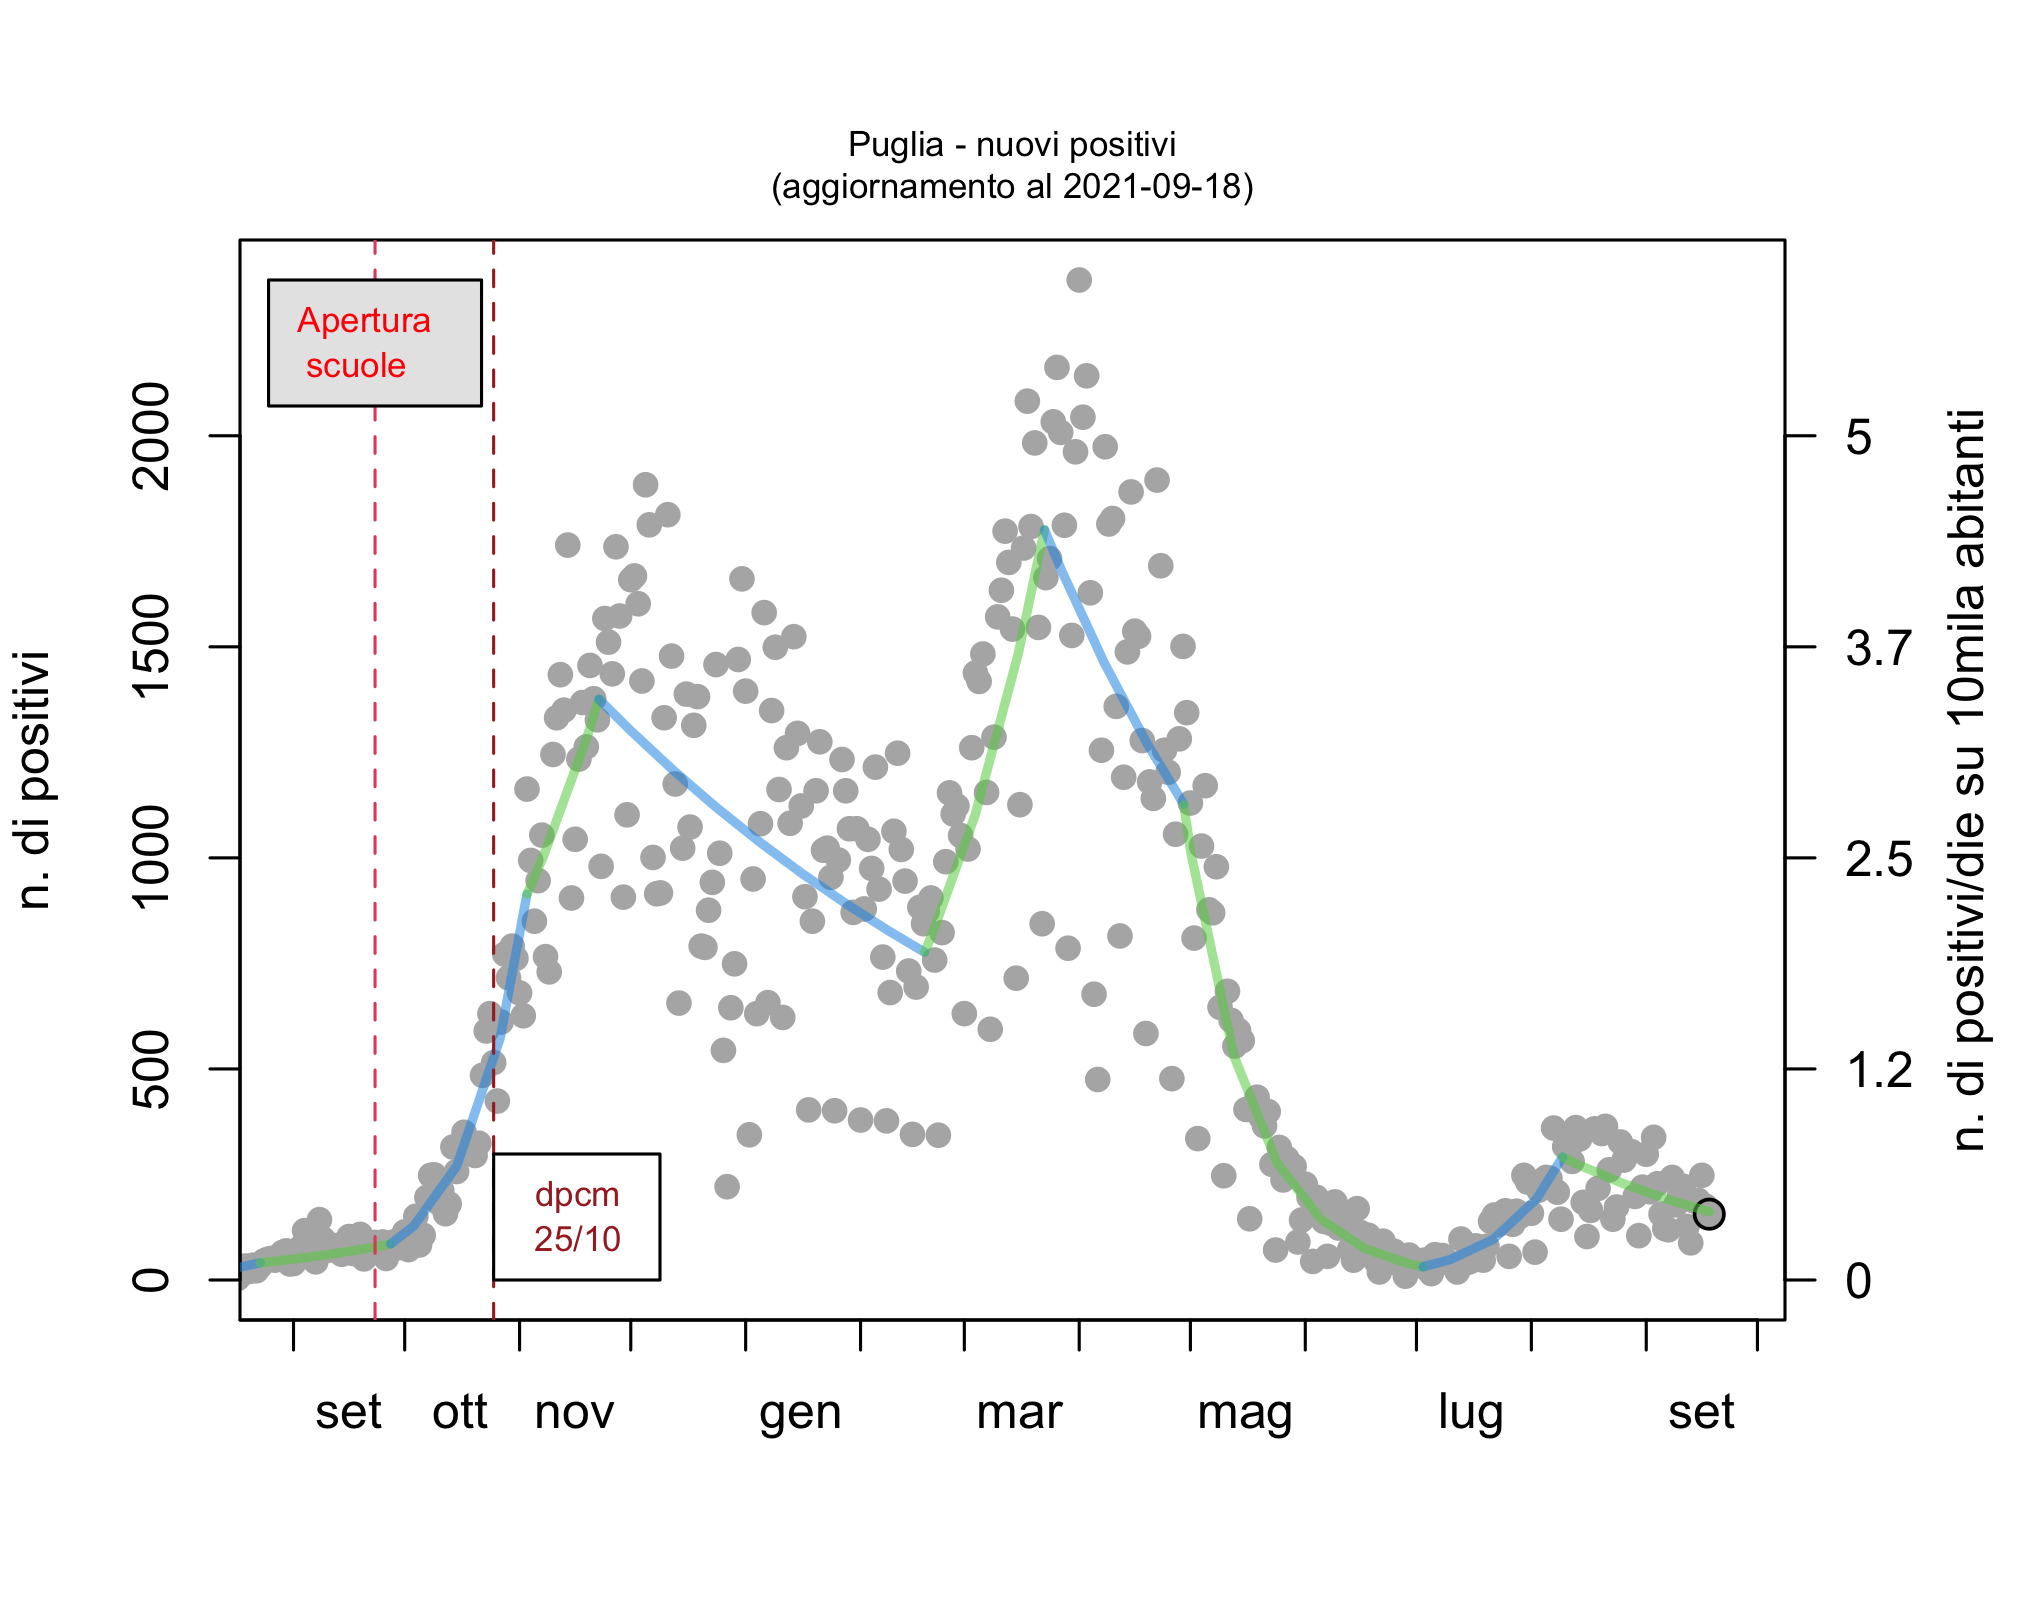 Puglia - nuovi positivi
(aggiornamento al 2021-09-18)
Apertura
scuole
dpcm
25/10
n. di positivi
0
500
1000
1500
2000
n. di positivi/die su 10mila abitanti
0
1.2
2.5
3.7
5
set ott nov gen mar mag lug set